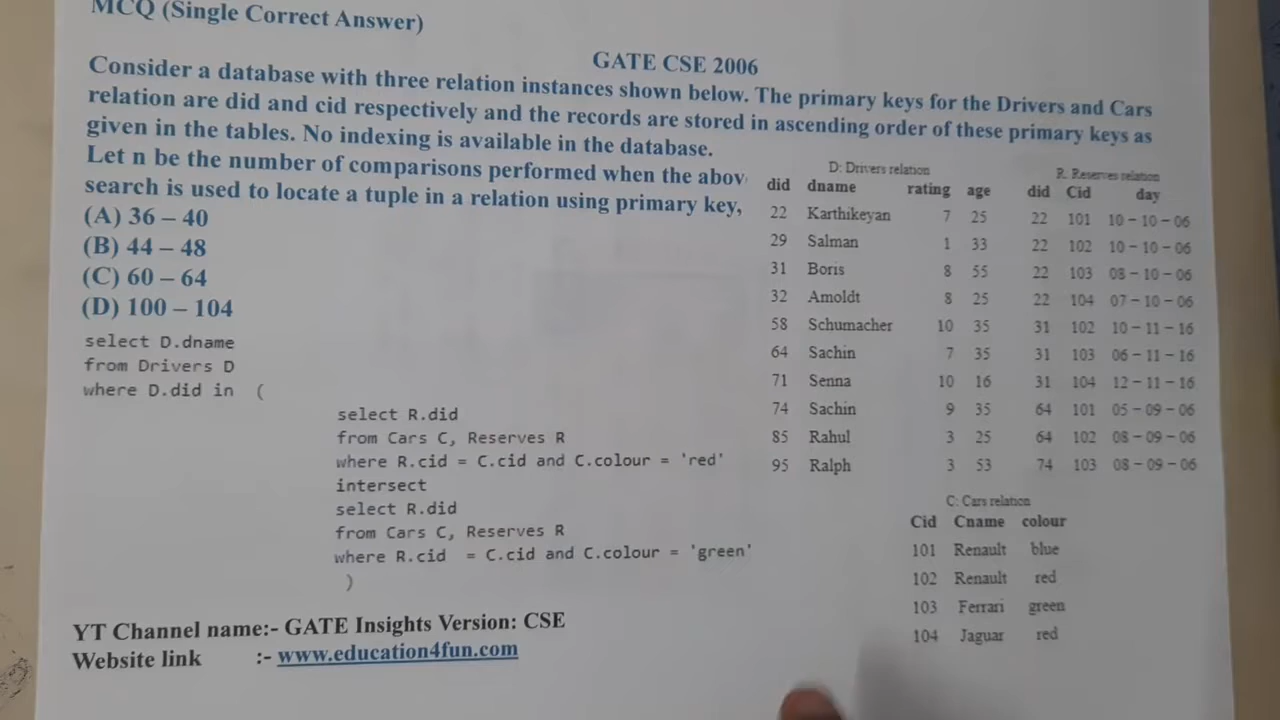 MCQ (Single Correct Answer)
GATE CSE 2006
Consider a database with three relation instances shown below. The primary keys for the Drivers and Cars
relation are did and cid respectively and the records are stored in ascending order of these primary keys as
given in the tables. No indexing is available in the database.
Let n be the number of comparisons performed when the abov
search is used to locate a tuple in a relation using primary key,
(A) 36 – 40
(B) 44 – 48
(C) 60 – 64
(D) 100 – 104
select D.dname
from Drivers D
where D.did in (
select R.did
from Cars C, Reserves R
where R.cid = C.cid and C.colour = 'red'
intersect
select R.did
from Cars C, Reserves R
where R.cid = C.cid and C.colour = 'green'
)
D: Drivers relation
did dname rating age
22 Karthikeyan 7 25
29 Salman 1 33
31 Boris 8 55
32 Amoldt 8 25
58 Schumacher 10 35
64 Sachin 7 35
71 Senna 10 16
74 Sachin 9 35
85 Rahul 3 25
95 Ralph 3 53
R: Reserves relation
did Cid day
22 101 10 – 10 – 06
22 102 10 – 10 – 06
22 103 08 – 10 – 06
22 104 07 – 10 – 06
31 102 10 – 11 – 16
31 103 06 – 11 – 16
31 104 12 – 11 – 16
64 101 05 – 09 – 06
64 102 08 – 09 – 06
74 103 08 – 09 – 06
C: Cars relation
Cid Cname colour
101 Renault blue
102 Renault red
103 Ferrari green
104 Jaguar red
YT Channel name:- GATE Insights Version: CSE
Website link :- www.education4fun.com